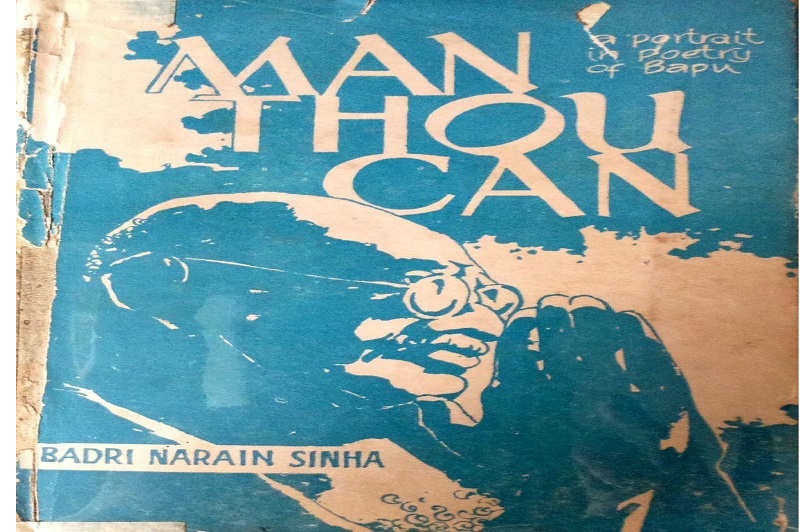 MAN
THOU
CAN
a portrait
in Poetry
of Bapu
BADRI NARAIN SINHA